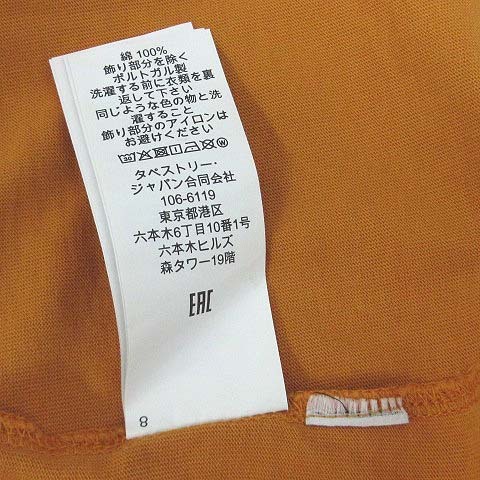 綿 100%
飾り部分を除く
ポルトガル製
洗濯する前に衣類を裏
返して下さい
同じような色の物と洗
濯すること
飾り部分のアイロンは
お避けください
タペストリー・
ジャパン合同会社
106-6119
東京都港区
六本木6丁目10番1号
六本木ヒルズ
森タワー19階
EAC
8